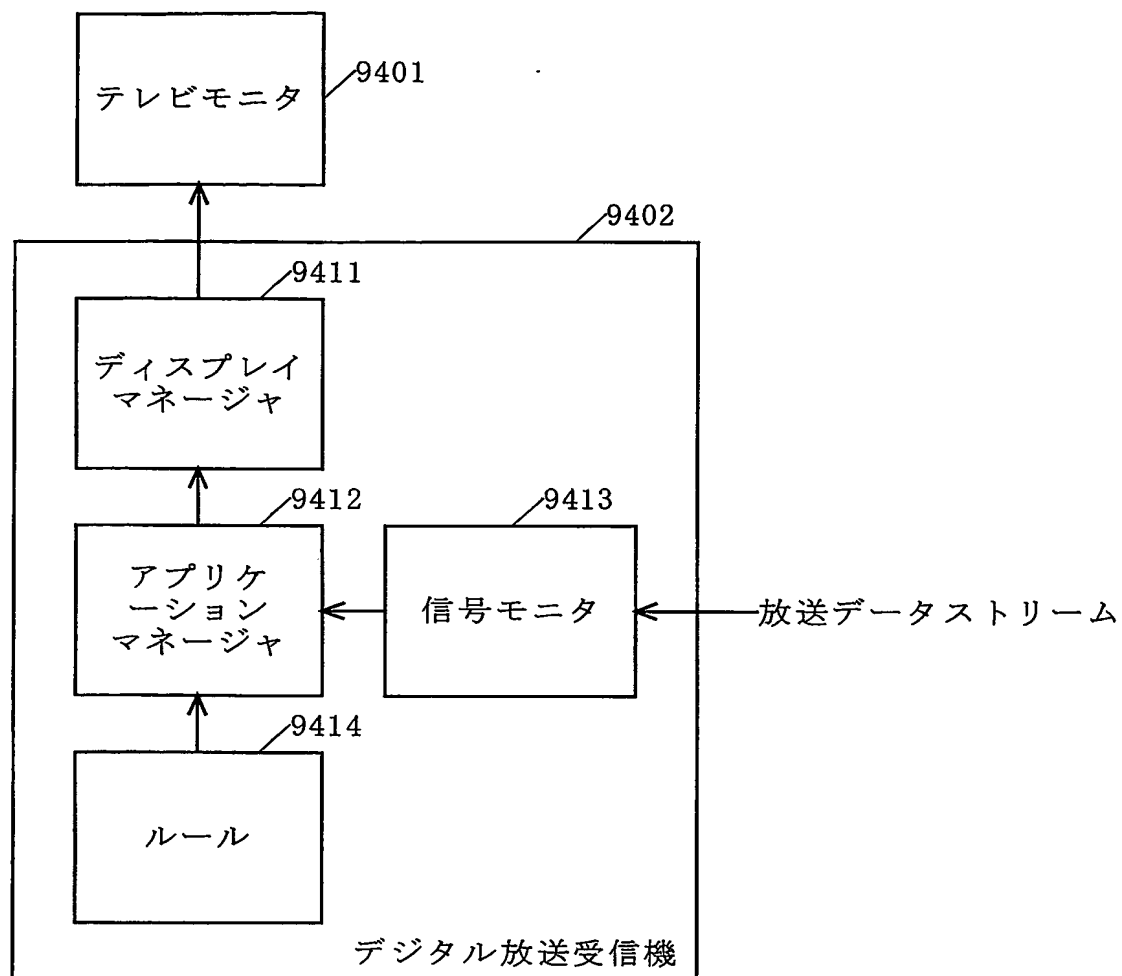 テレビモニタ
9401
9402
9411
ディスプレイ
マネージャ
9412
アプリケ
ーション
マネージャ
9413
信号モニタ
放送データストリーム
9414
ルール
デジタル放送受信機